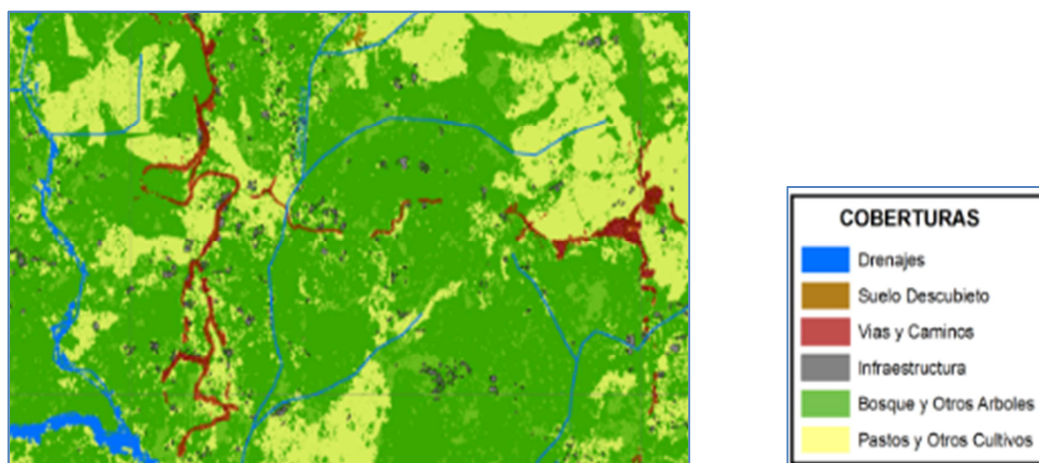 COBERTURAS
Drenajes
Suelo Descubieto
Vias y Caminos
Infraestructura
Bosque y Otros Arboles
Pastos y Otros Cultivos